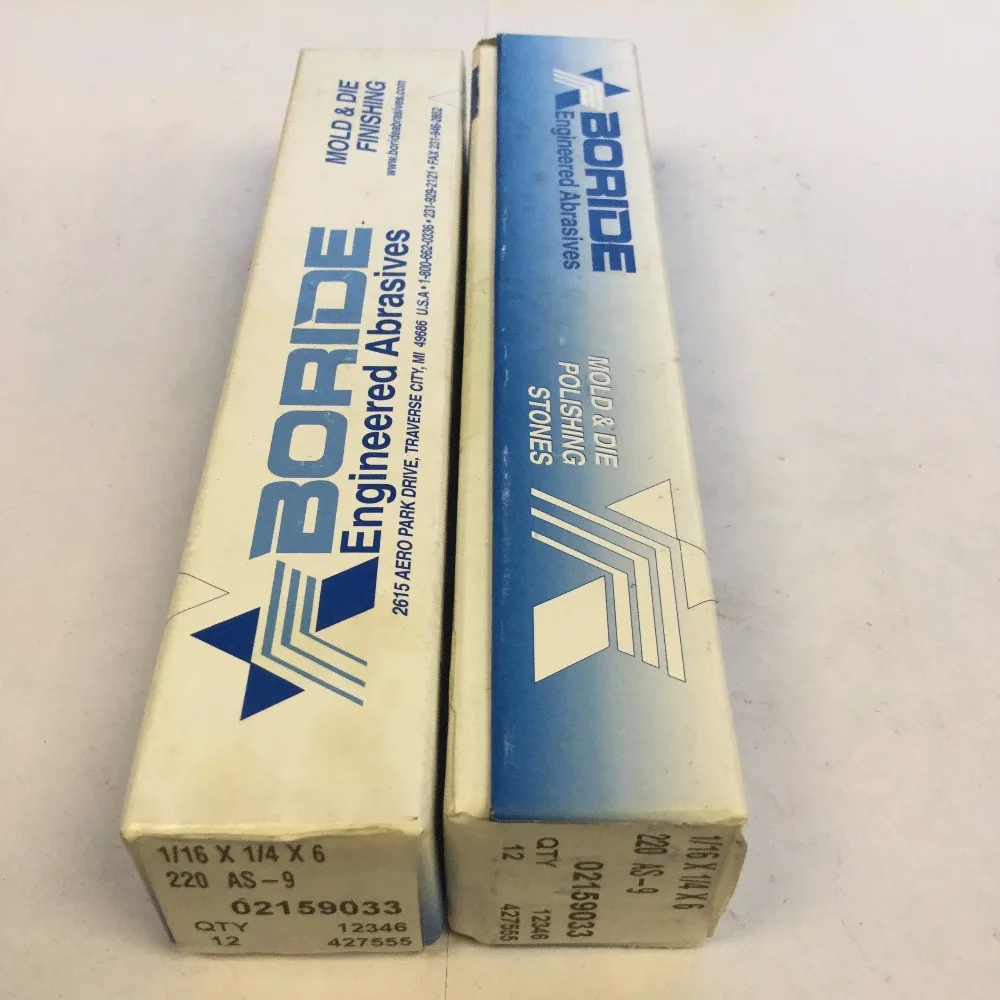 MOLD & DIE
FINISHING
www.borideabrasives.com
BORIDE
Engineered Abrasives
2615 AERO PARK DRIVE, TRAVERSE CITY, MI 49686 U.S.A • 1-800-662-0336 • 231-929-2121 • FAX 231-946-2852
1/16 X 1/4 X 6
220 AS-9
02159033
QTY 12346
12 427555
BORIDE
Engineered Abrasives
MOLD & DIE
POLISHING
STONES
1/16 X 1/4 X 6
220 AS-9
02159033
QTY 12346
12 427555